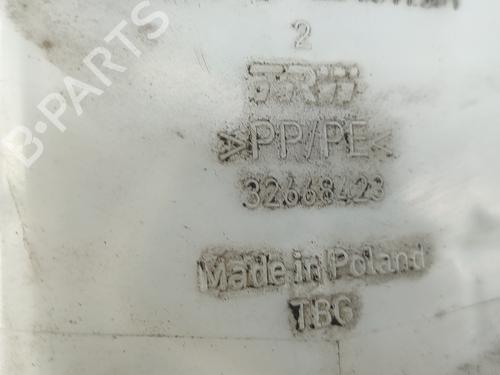 2
TRW
>PP/PE<
32668423
Made in Poland
TBG
B-PARTS